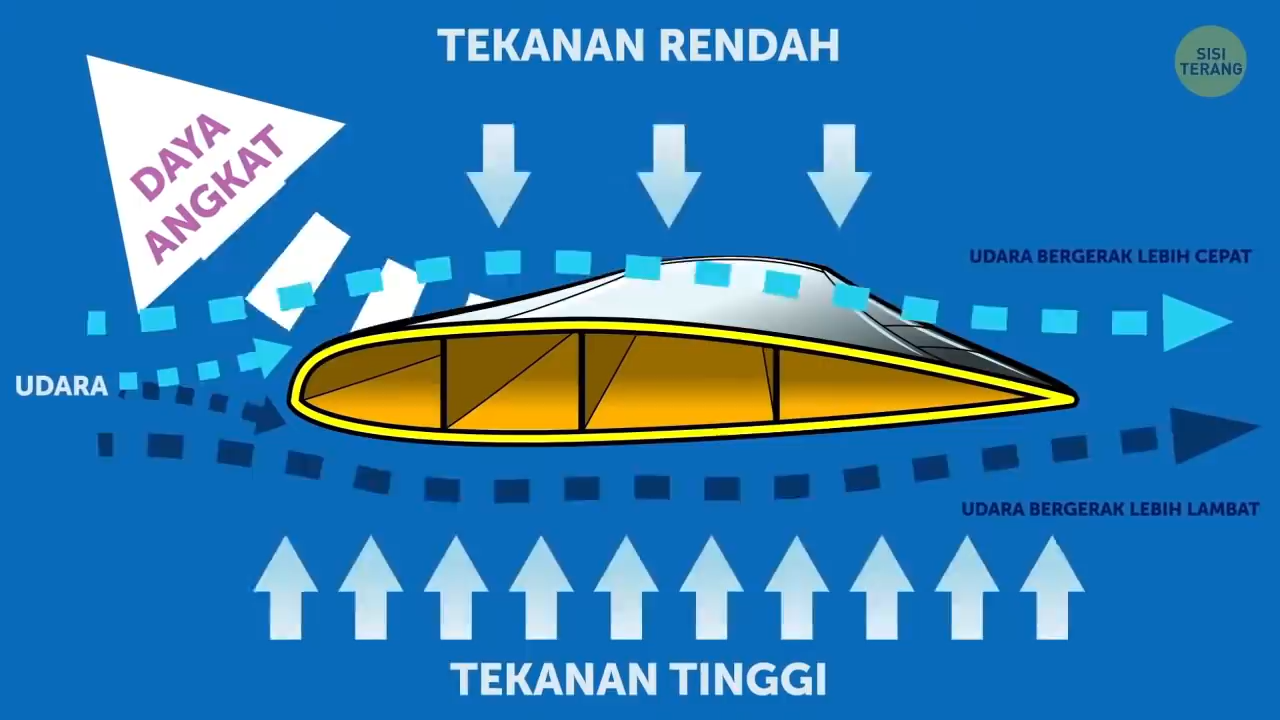 TEKANAN RENDAH
SISI
TERANG
DAYA
ANGKAT
UDARA BERGERAK LEBIH CEPAT
UDARA
UDARA BERGERAK LEBIH LAMBAT
TEKANAN TINGGI